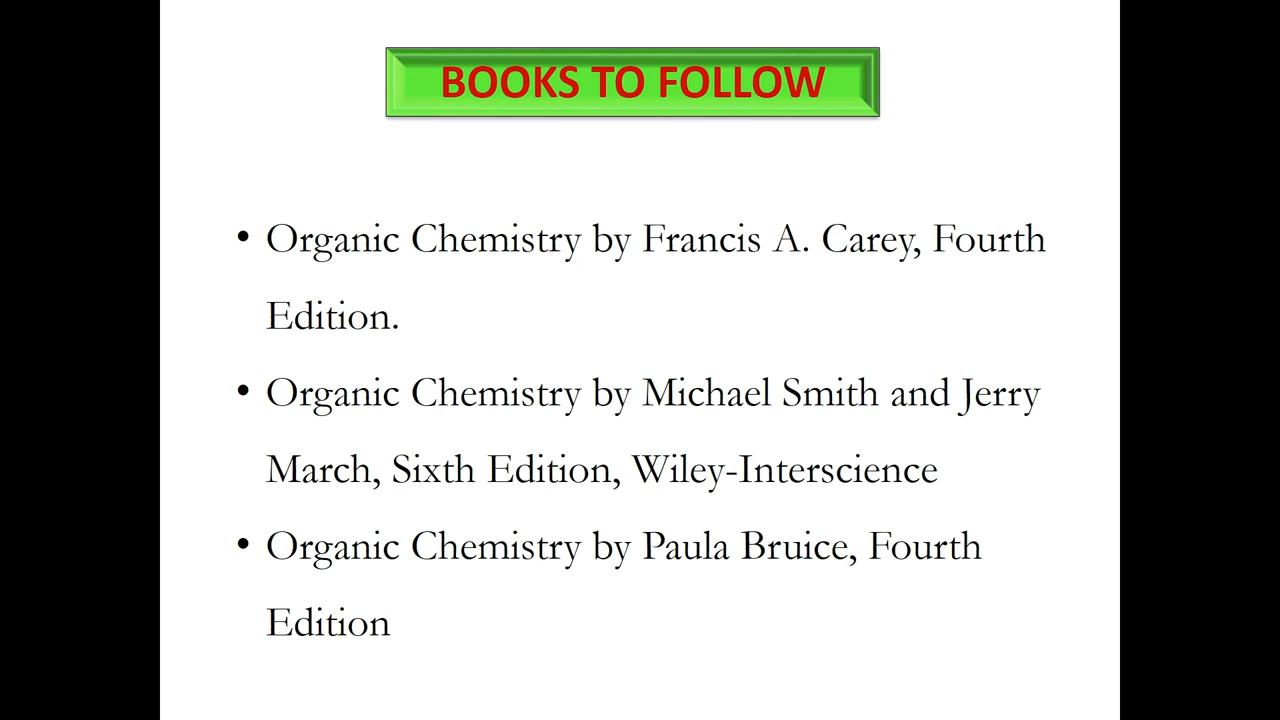 BOOKS TO FOLLOW
• Organic Chemistry by Francis A. Carey, Fourth
Edition.
• Organic Chemistry by Michael Smith and Jerry
March, Sixth Edition, Wiley-Interscience
• Organic Chemistry by Paula Bruice, Fourth
Edition